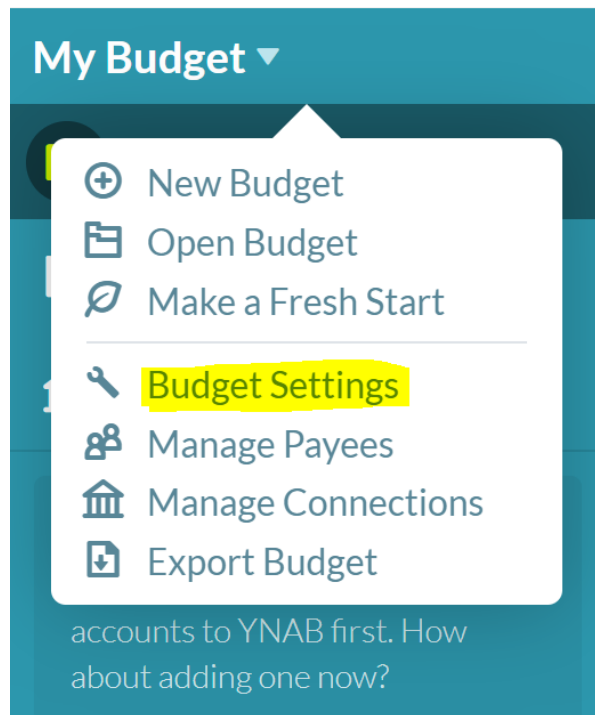 My Budget
New Budget
Open Budget
Make a Fresh Start
Budget Settings
Manage Payees
Manage Connections
Export Budget
accounts to YNAB first. How
about adding one now?